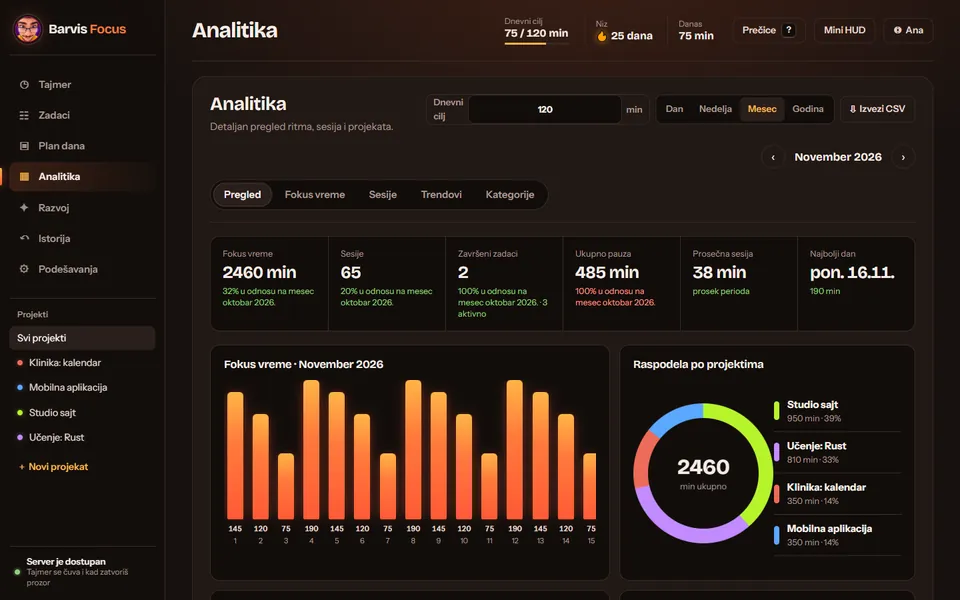 Barvis Focus
Tajmer
Zadaci
Plan dana
Analitika
Razvoj
Istorija
Podešavanja
Projekti
Svi projekti
Klinika: kalendar
Mobilna aplikacija
Studio sajt
Učenje: Rust
+ Novi projekat
Server je dostupan
Tajmer se čuva i kad zatvoriš
prozor
Analitika
Dnevni cilj
75 / 120 min
Niz
25 dana
Danas
75 min
Prečice ?
Mini HUD
Ana
Analitika
Detaljan pregled ritma, sesija i projekata.
Dnevni
cilj
120
min
Dan
Nedelja
Mesec
Godina
Izvezi CSV
‹ November 2026 ›
Pregled
Fokus vreme
Sesije
Trendovi
Kategorije
Fokus vreme
2460 min
32% u odnosu na mesec
oktobar 2026.
Sesije
65
20% u odnosu na mesec
oktobar 2026.
Završeni zadaci
2
100% u odnosu na
mesec oktobar 2026. · 3
aktivno
Ukupno pauza
485 min
100% u odnosu na
mesec oktobar 2026.
Prosečna sesija
38 min
prosek perioda
Najbolji dan
pon. 16.11.
190 min
Fokus vreme · November 2026
145 120 75 190 145 120 75 190 145 120 75 190 145 120 75
1 2 3 4 5 6 7 8 9 10 11 12 13 14 15
Raspodela po projektima
2460
min ukupno
Studio sajt
950 min · 39%
Učenje: Rust
810 min · 33%
Klinika: kalendar
350 min · 14%
Mobilna aplikacija
350 min · 14%